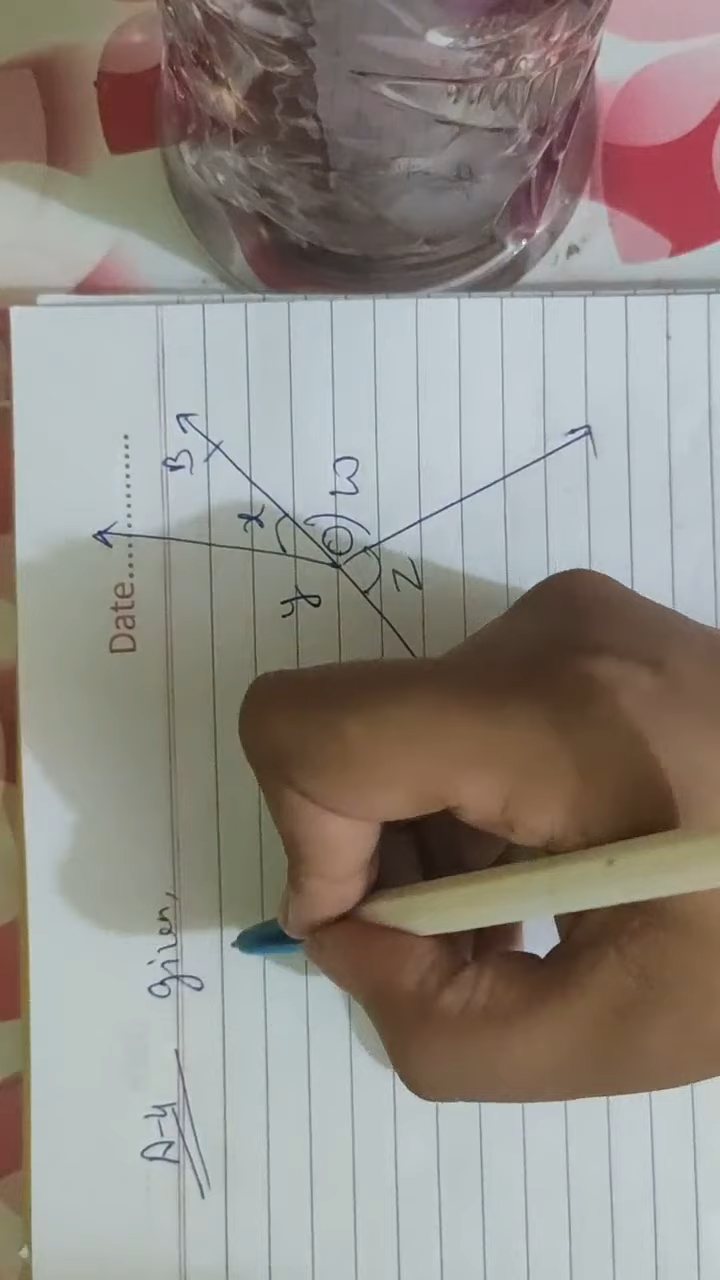 Date...............
A-4 given,
B
x
y
O
w
z